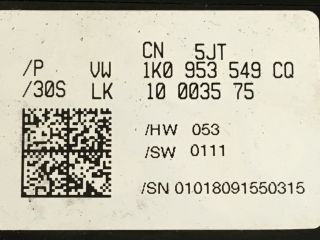 CN 5JT
/P VW 1K0 953 549 CQ
/30S LK 10 0035 75
/HW 053
/SW 0111
/SN 01018091550315